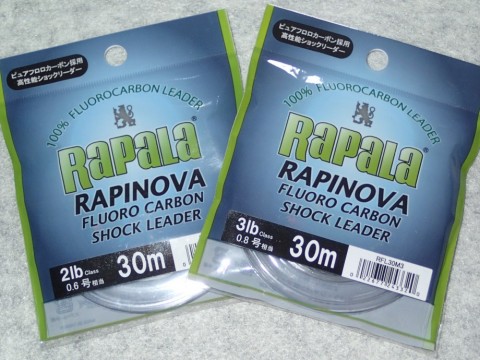 ピュアフロロカーボン採用
高性能ショックリーダー
100% FLUOROCARBON LEADER
Rapala
RAPINOVA
FLUORO CARBON
SHOCK LEADER
2lb Class
0.6号相当
30m
ピュアフロロカーボン採用
高性能ショックリーダー
100% FLUOROCARBON LEADER
Rapala
RAPINOVA
FLUORO CARBON
SHOCK LEADER
3lb Class
0.8号相当
30m
RFL30M3